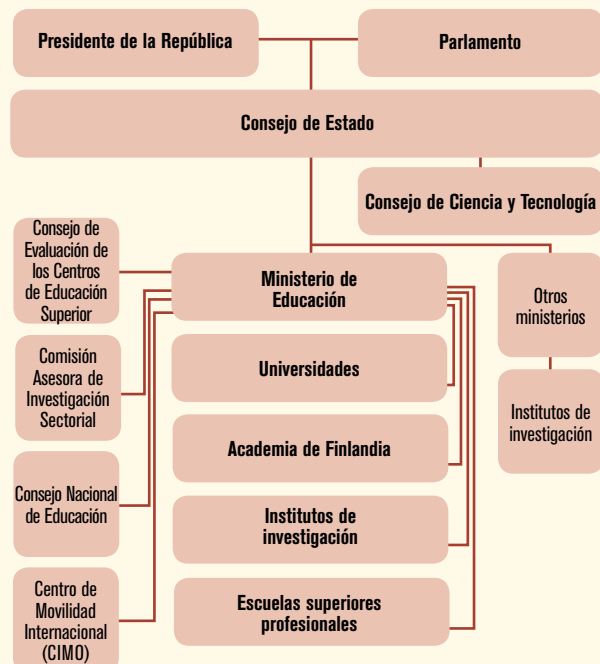 Presidente de la República
Parlamento
Consejo de Estado
Consejo de Ciencia y Tecnología
Consejo de
Evaluación de
los Centros
de Educación
Superior
Ministerio de
Educación
Otros
ministerios
Comisión
Asesora de
Investigación
Sectorial
Universidades
Institutos de
investigación
Academia de Finlandia
Consejo Nacional
de Educación
Institutos de
investigación
Centro de
Movilidad
Internacional
(CIMO)
Escuelas superiores
profesionales